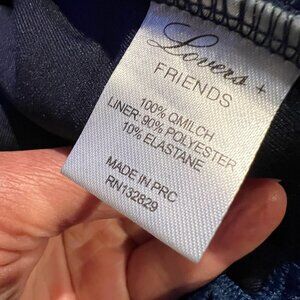 Lovers +
FRIENDS
100% QMILCH
LINER: 90% POLYESTER
10% ELASTANE
MADE IN PRC
RN132829